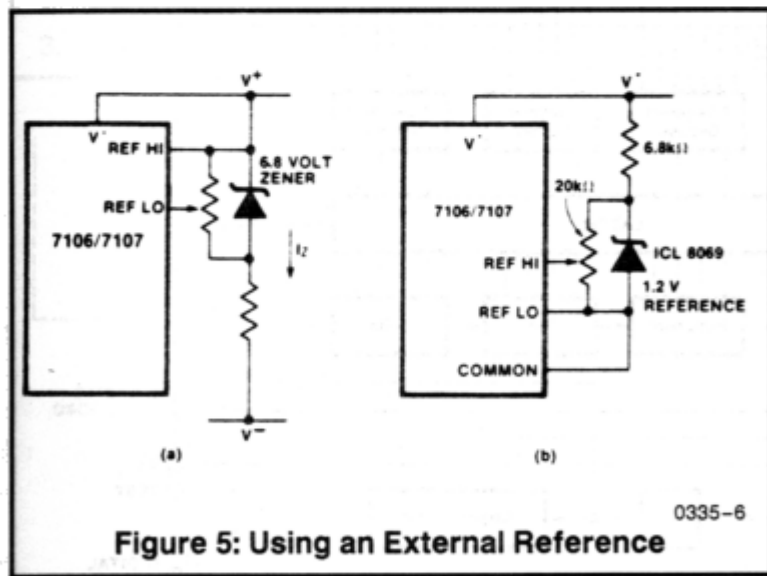 V+
V'
REF HI
6.8 VOLT
ZENER
REF LO
7106/7107
IZ
V−
(a)
V'
V'
6.8kΩ
20kΩ
7106/7107
ICL 8069
REF HI
1.2 V
REFERENCE
REF LO
COMMON
(b)
0335-6
Figure 5: Using an External Reference